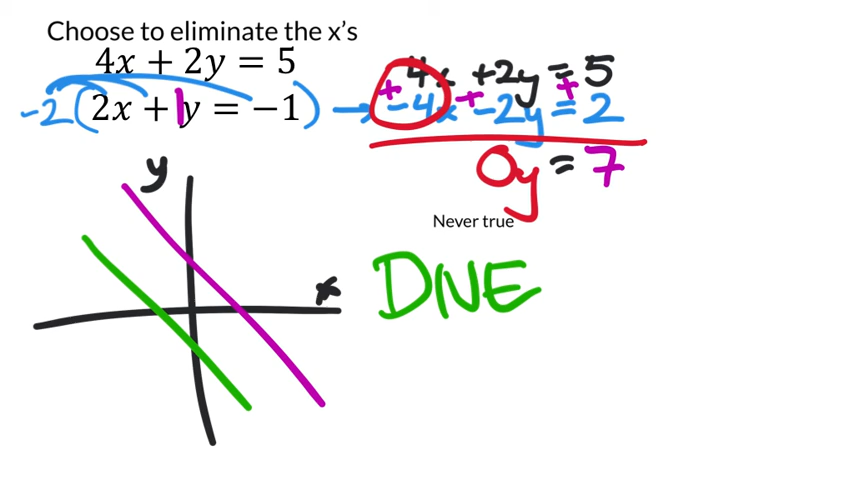 Choose to eliminate the x's
4x + 2y = 5
4x + 2y = 5
-2(2x + 1y = −1)
+ -4x + -2y = + 2
0y = 7
Never true
y
x
DNE